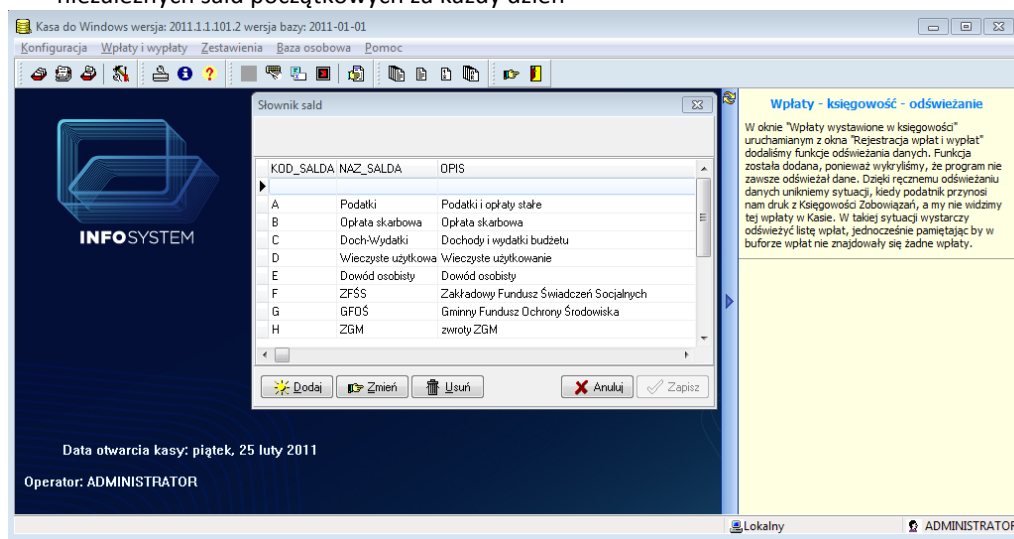 niezależnych sald początkowych za każdy dzień
Kasa do Windows wersja: 2011.1.1.101.2 wersja bazy: 2011-01-01
Konfiguracja Wpłaty i wypłaty Zestawienia Baza osobowa Pomoc
Słownik sald
KOD_SALDA NAZ_SALDA OPIS
A Podatki Podatki i opłaty stałe
B Opłata skarbowa Opłata skarbowa
C Doch-Wydatki Dochody i wydatki budżetu
D Wieczyste użytkowa Wieczyste użytkowanie
E Dowód osobisty Dowód osobisty
F ZFŚS Zakładowy Fundusz Świadczeń Socjalnych
G GFOŚ Gminny Fundusz Ochrony Środowiska
H ZGM zwroty ZGM
Dodaj Zmień Usuń Anuluj Zapisz
INFOSYSTEM
Data otwarcia kasy: piątek, 25 luty 2011
Operator: ADMINISTRATOR
Wpłaty - księgowość - odświeżanie
W oknie "Wpłaty wystawione w księgowości"
uruchamianym z okna "Rejestracja wpłat i wypłat"
dodaliśmy funkcje odświeżania danych. Funkcja
została dodana, ponieważ wykryliśmy, że program nie
zawsze odświeżał dane. Dzięki ręcznemu odświeżaniu
danych unikniemy sytuacji, kiedy podatnik przynosi
nam druk z Księgowości Zobowiązań, a my nie widzimy
tej wpłaty w Kasie. W takiej sytuacji wystarczy
odświeżyć listę wpłat, jednocześnie pamiętając by w
buforze wpłat nie znajdowały się żadne wpłaty.
Lokalny ADMINISTRATOR